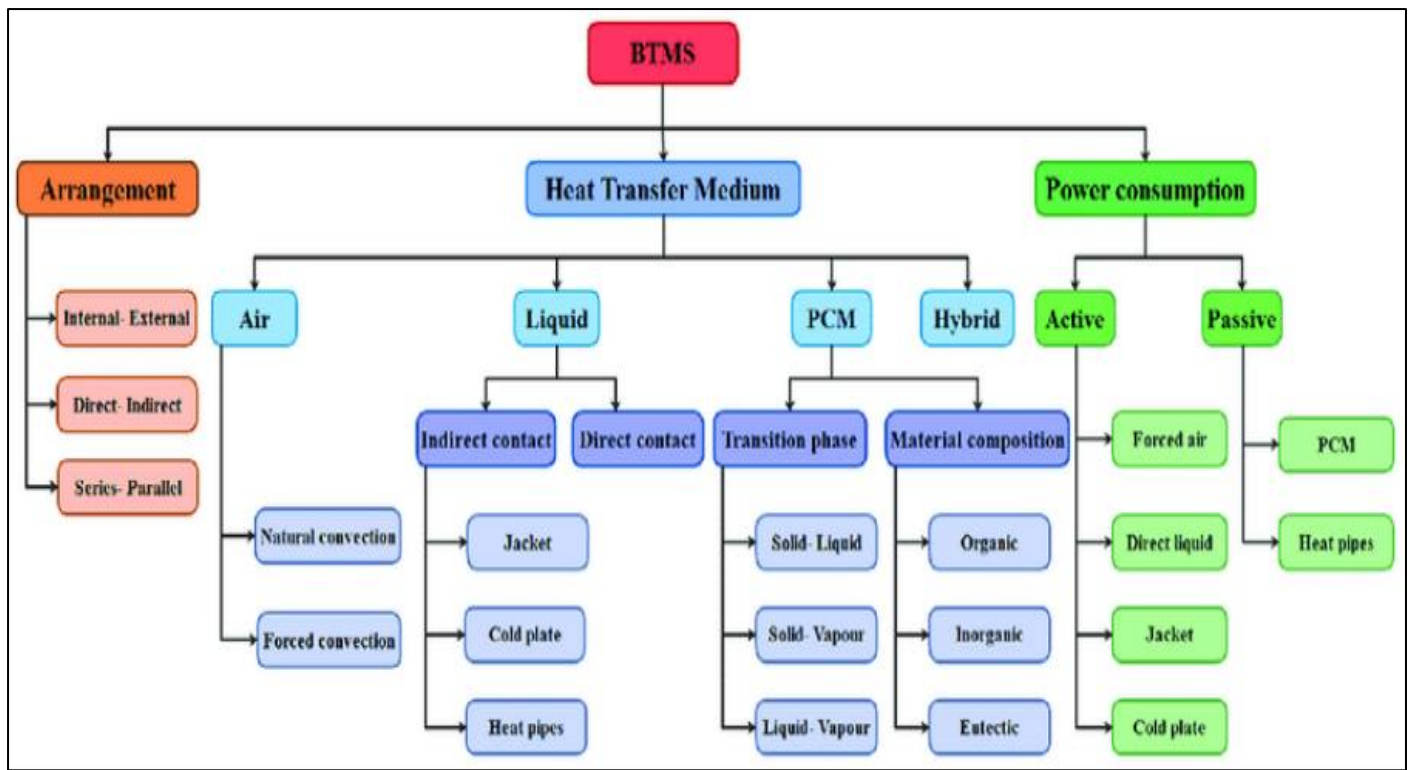 BTMS
Arrangement
Heat Transfer Medium
Power consumption
Internal- External
Air
Liquid
PCM
Hybrid
Active
Passive
Direct- Indirect
Indirect contact
Direct contact
Transition phase
Material composition
Forced air
PCM
Series- Parallel
Natural convection
Jacket
Solid- Liquid
Organic
Direct liquid
Heat pipes
Forced convection
Cold plate
Solid- Vapour
Inorganic
Jacket
Heat pipes
Liquid- Vapour
Eutectic
Cold plate